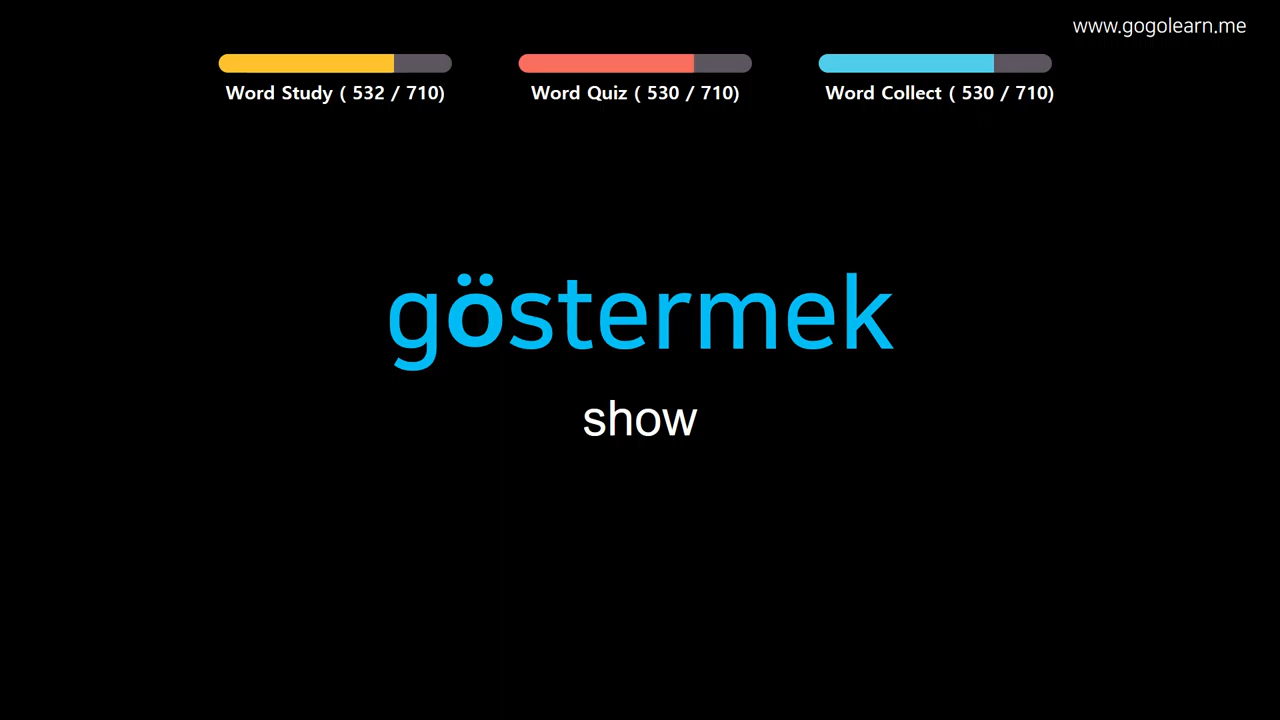 www.gogolearn.me
Word Study ( 532 / 710)
Word Quiz ( 530 / 710)
Word Collect ( 530 / 710)
göstermek
show